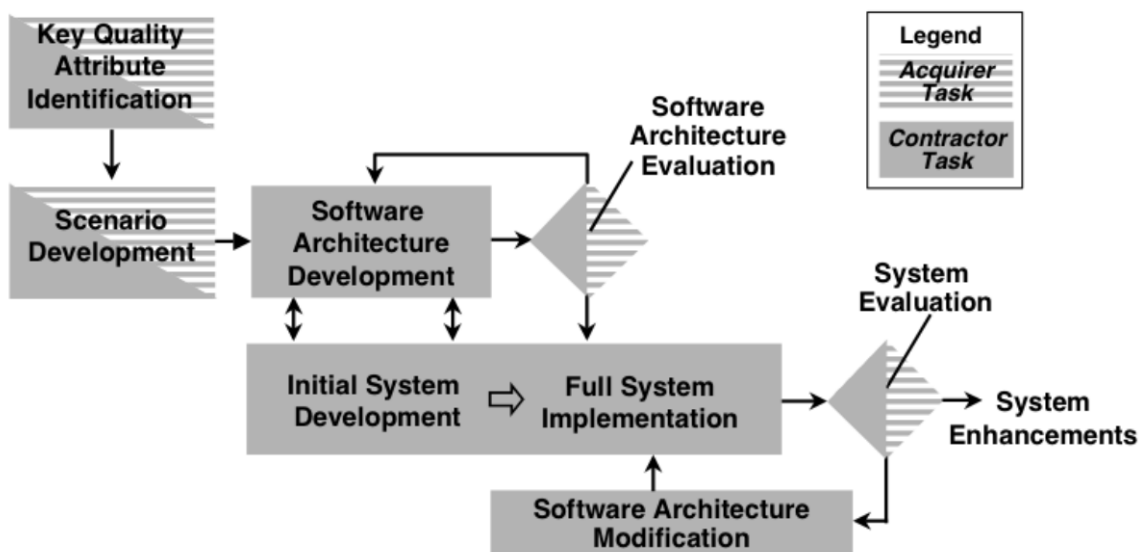 Key Quality
Attribute
Identification
Legend
Acquirer
Task
Contractor
Task
Software
Architecture
Evaluation
Scenario
Development
Software
Architecture
Development
System
Evaluation
Initial System
Development
Full System
Implementation
System
Enhancements
Software Architecture
Modification